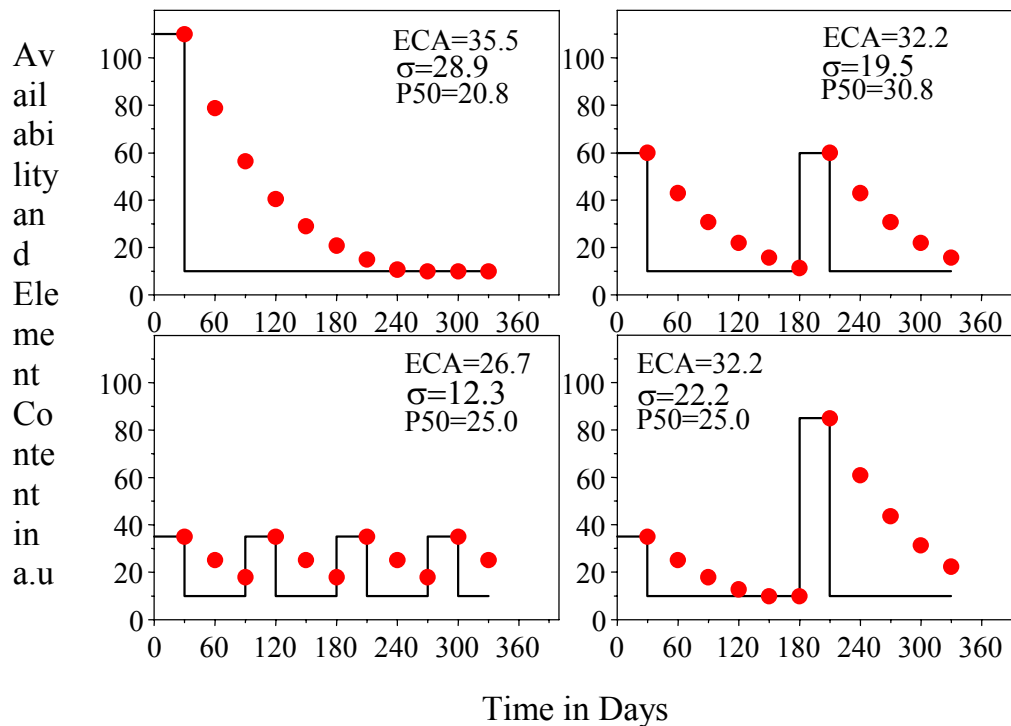 Av
ail
abi
lity
an
d
Ele
me
nt
Co
nte
nt
in
a.u
100
80
60
40
20
0
0 60 120 180 240 300 360
ECA=35.5
σ=28.9
P50=20.8
100
80
60
40
20
0
0 60 120 180 240 300 360
ECA=32.2
σ=19.5
P50=30.8
100
80
60
40
20
0
0 60 120 180 240 300 360
ECA=26.7
σ=12.3
P50=25.0
100
80
60
40
20
0
0 60 120 180 240 300 360
ECA=32.2
σ=22.2
P50=25.0
Time in Days